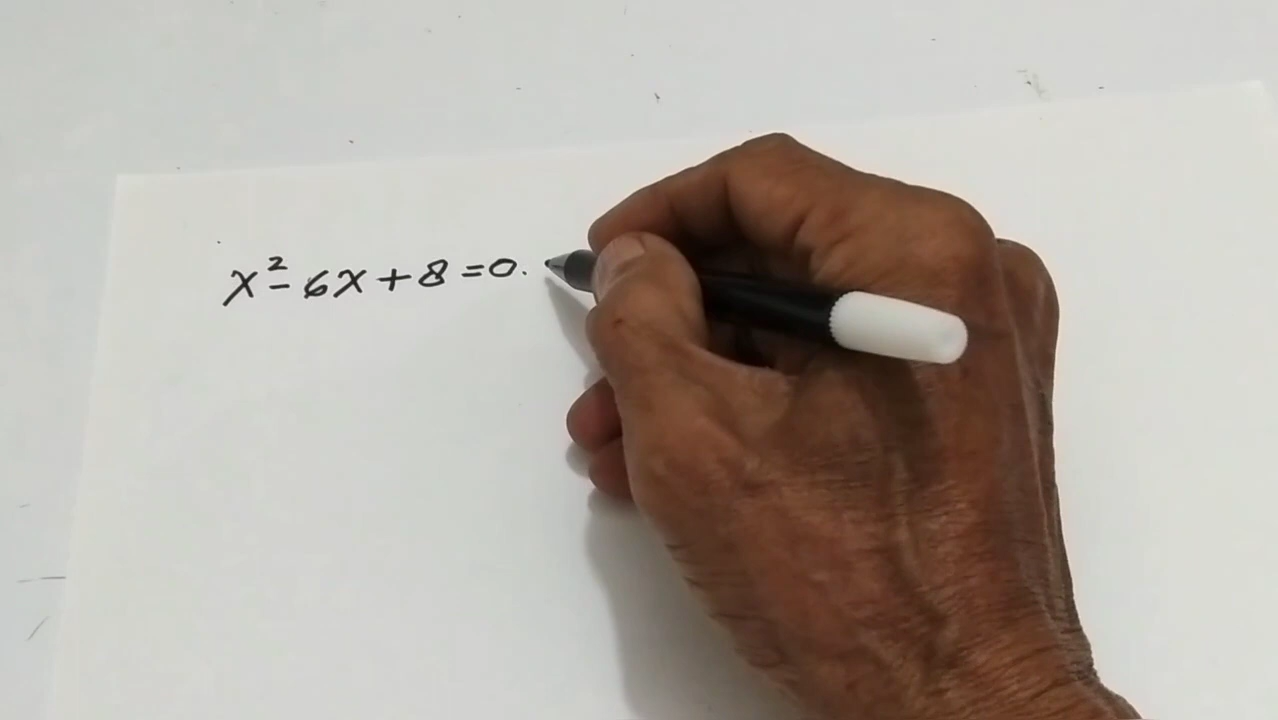 x² - 6x + 8 = 0.